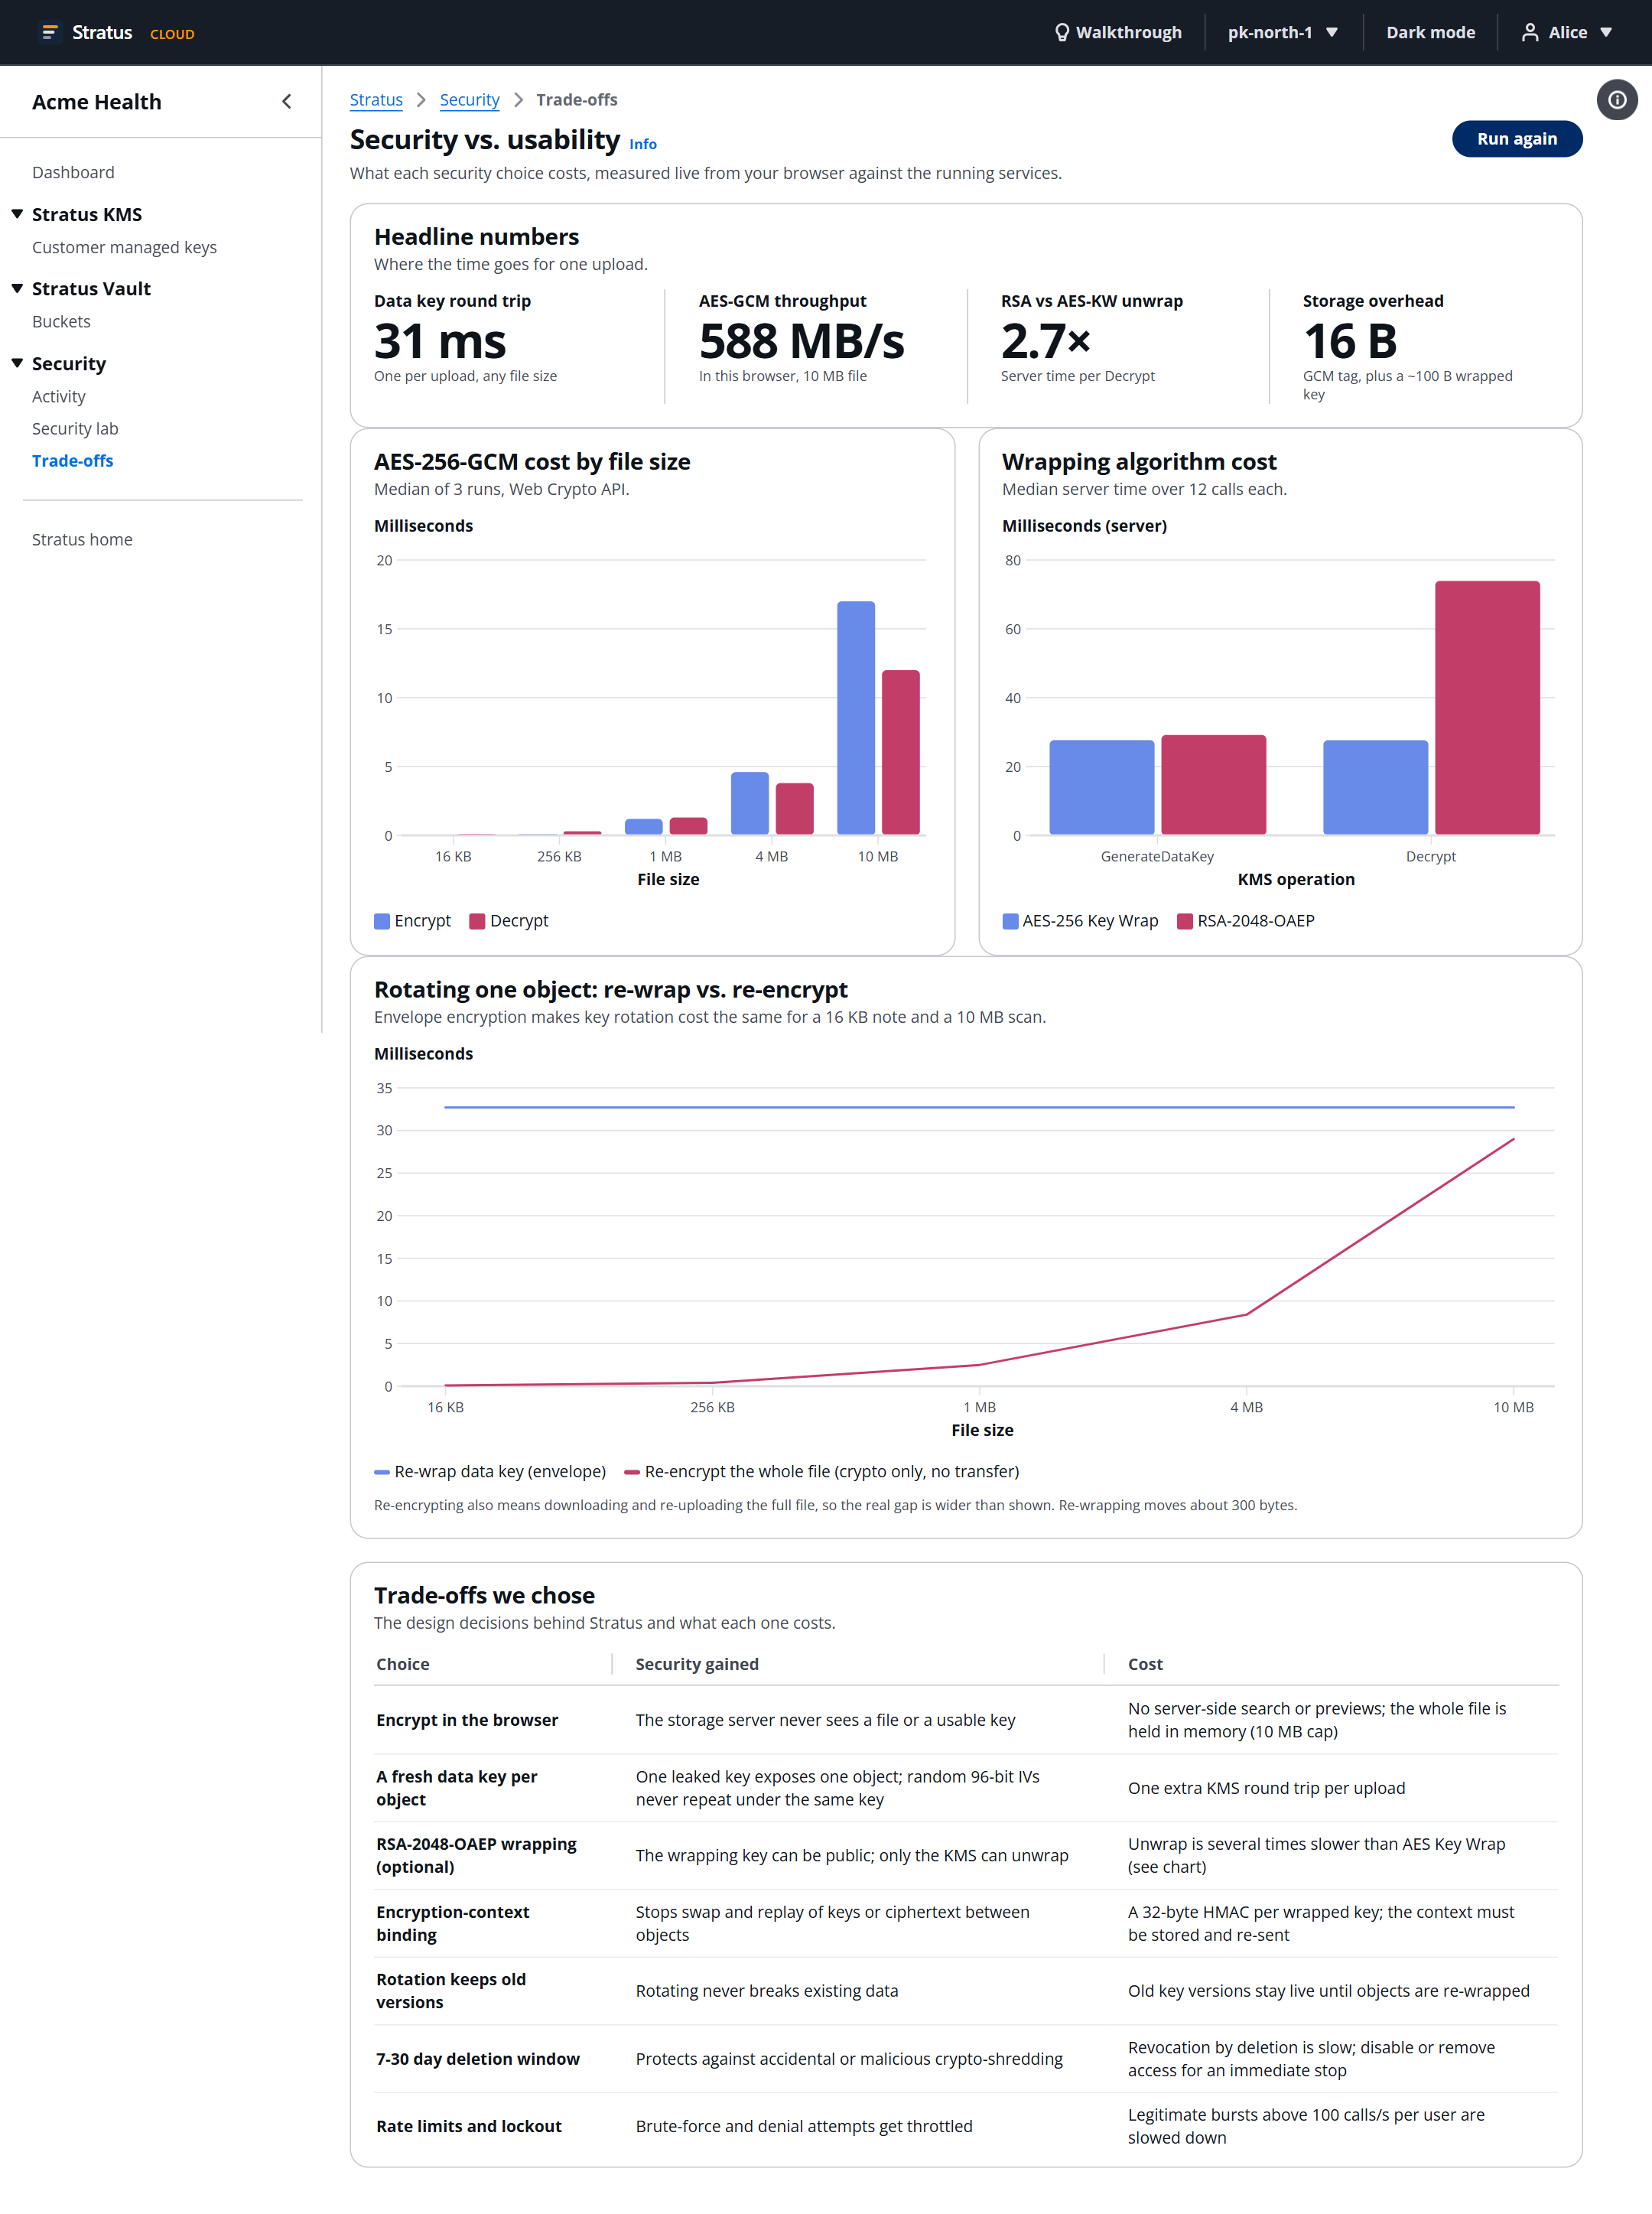 Stratus CLOUD
Walkthrough
pk-north-1
Dark mode
Alice
Acme Health
Dashboard
Stratus KMS
Customer managed keys
Stratus Vault
Buckets
Security
Activity
Security lab
Trade-offs
Stratus home
Stratus > Security > Trade-offs
Security vs. usability Info
Run again
What each security choice costs, measured live from your browser against the running services.
Headline numbers
Where the time goes for one upload.
Data key round trip
31 ms
One per upload, any file size
AES-GCM throughput
588 MB/s
In this browser, 10 MB file
RSA vs AES-KW unwrap
2.7×
Server time per Decrypt
Storage overhead
16 B
GCM tag, plus a ~100 B wrapped
key
AES-256-GCM cost by file size
Median of 3 runs, Web Crypto API.
Milliseconds
20
15
10
5
0
16 KB 256 KB 1 MB 4 MB 10 MB
File size
Encrypt Decrypt
Wrapping algorithm cost
Median server time over 12 calls each.
Milliseconds (server)
80
60
40
20
0
GenerateDataKey Decrypt
KMS operation
AES-256 Key Wrap RSA-2048-OAEP
Rotating one object: re-wrap vs. re-encrypt
Envelope encryption makes key rotation cost the same for a 16 KB note and a 10 MB scan.
Milliseconds
35
30
25
20
15
10
5
0
16 KB 256 KB 1 MB 4 MB 10 MB
File size
Re-wrap data key (envelope) Re-encrypt the whole file (crypto only, no transfer)
Re-encrypting also means downloading and re-uploading the full file, so the real gap is wider than shown. Re-wrapping moves about 300 bytes.
Trade-offs we chose
The design decisions behind Stratus and what each one costs.
Choice Security gained Cost
Encrypt in the browser
The storage server never sees a file or a usable key
No server-side search or previews; the whole file is
held in memory (10 MB cap)
A fresh data key per
object
One leaked key exposes one object; random 96-bit IVs
never repeat under the same key
One extra KMS round trip per upload
RSA-2048-OAEP wrapping
(optional)
The wrapping key can be public; only the KMS can unwrap
Unwrap is several times slower than AES Key Wrap
(see chart)
Encryption-context
binding
Stops swap and replay of keys or ciphertext between
objects
A 32-byte HMAC per wrapped key; the context must
be stored and re-sent
Rotation keeps old
versions
Rotating never breaks existing data
Old key versions stay live until objects are re-wrapped
7-30 day deletion window
Protects against accidental or malicious crypto-shredding
Revocation by deletion is slow; disable or remove
access for an immediate stop
Rate limits and lockout
Brute-force and denial attempts get throttled
Legitimate bursts above 100 calls/s per user are
slowed down